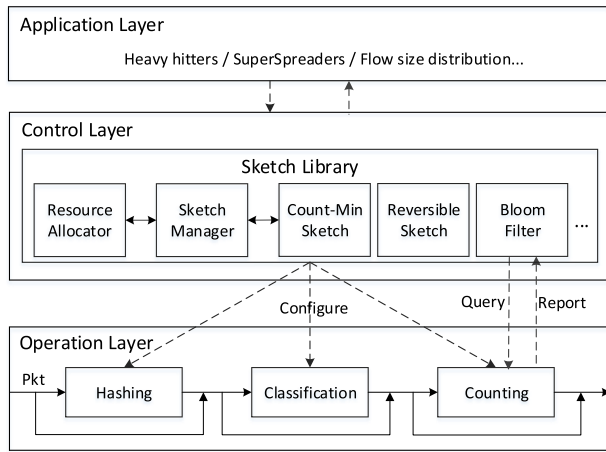 Application Layer
Heavy hitters / SuperSpreaders / Flow size distribution...
Control Layer
Sketch Library
Resource
Allocator
Sketch
Manager
Count-Min
Sketch
Reversible
Sketch
Bloom
Filter
...
Configure
Query
Report
Operation Layer
Pkt
Hashing
Classification
Counting